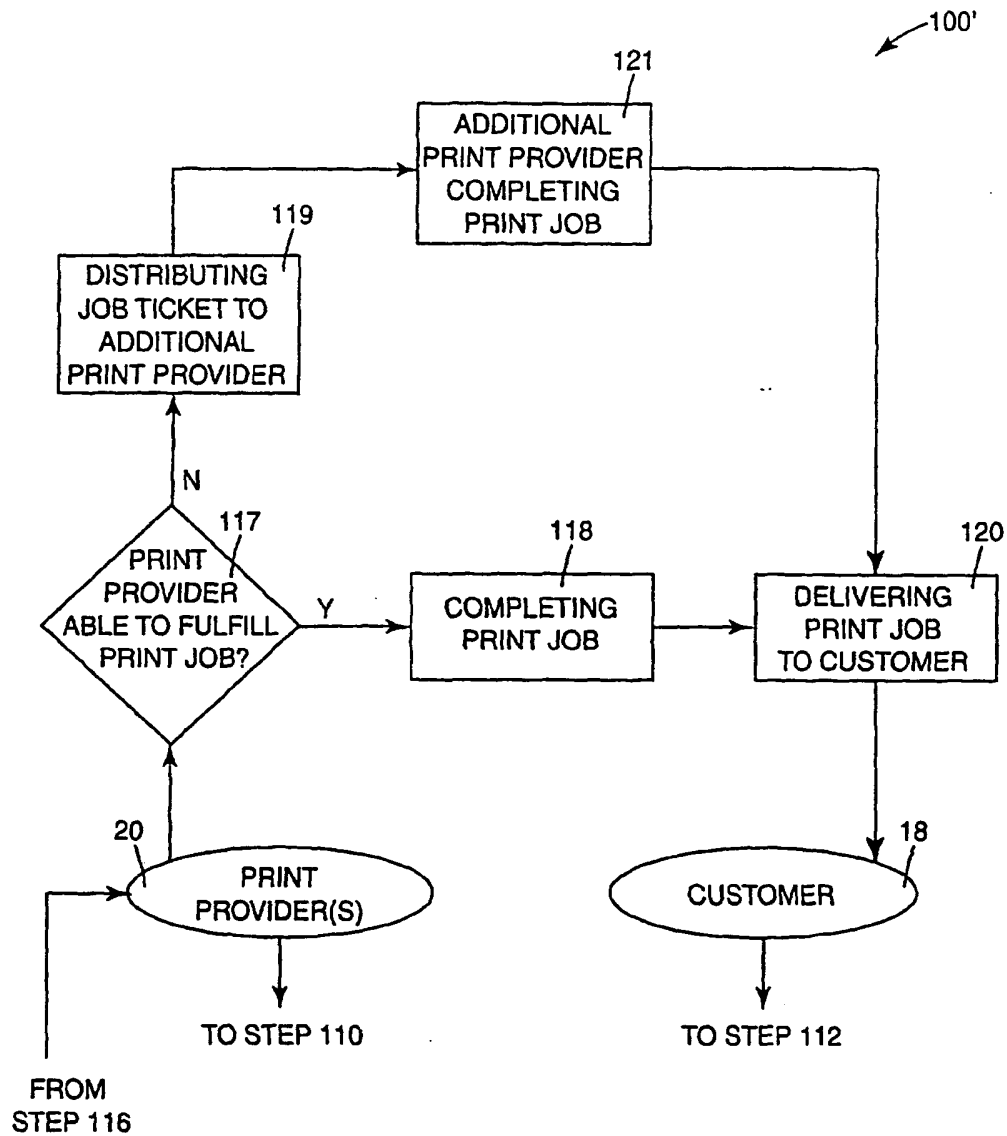 100'
121
ADDITIONAL
PRINT PROVIDER
COMPLETING
PRINT JOB
119
DISTRIBUTING
JOB TICKET TO
ADDITIONAL
PRINT PROVIDER
N
117
PRINT
PROVIDER
ABLE TO FULFILL
PRINT JOB?
Y
118
COMPLETING
PRINT JOB
120
DELIVERING
PRINT JOB
TO CUSTOMER
20
PRINT
PROVIDER(S)
18
CUSTOMER
TO STEP 110
TO STEP 112
FROM
STEP 116